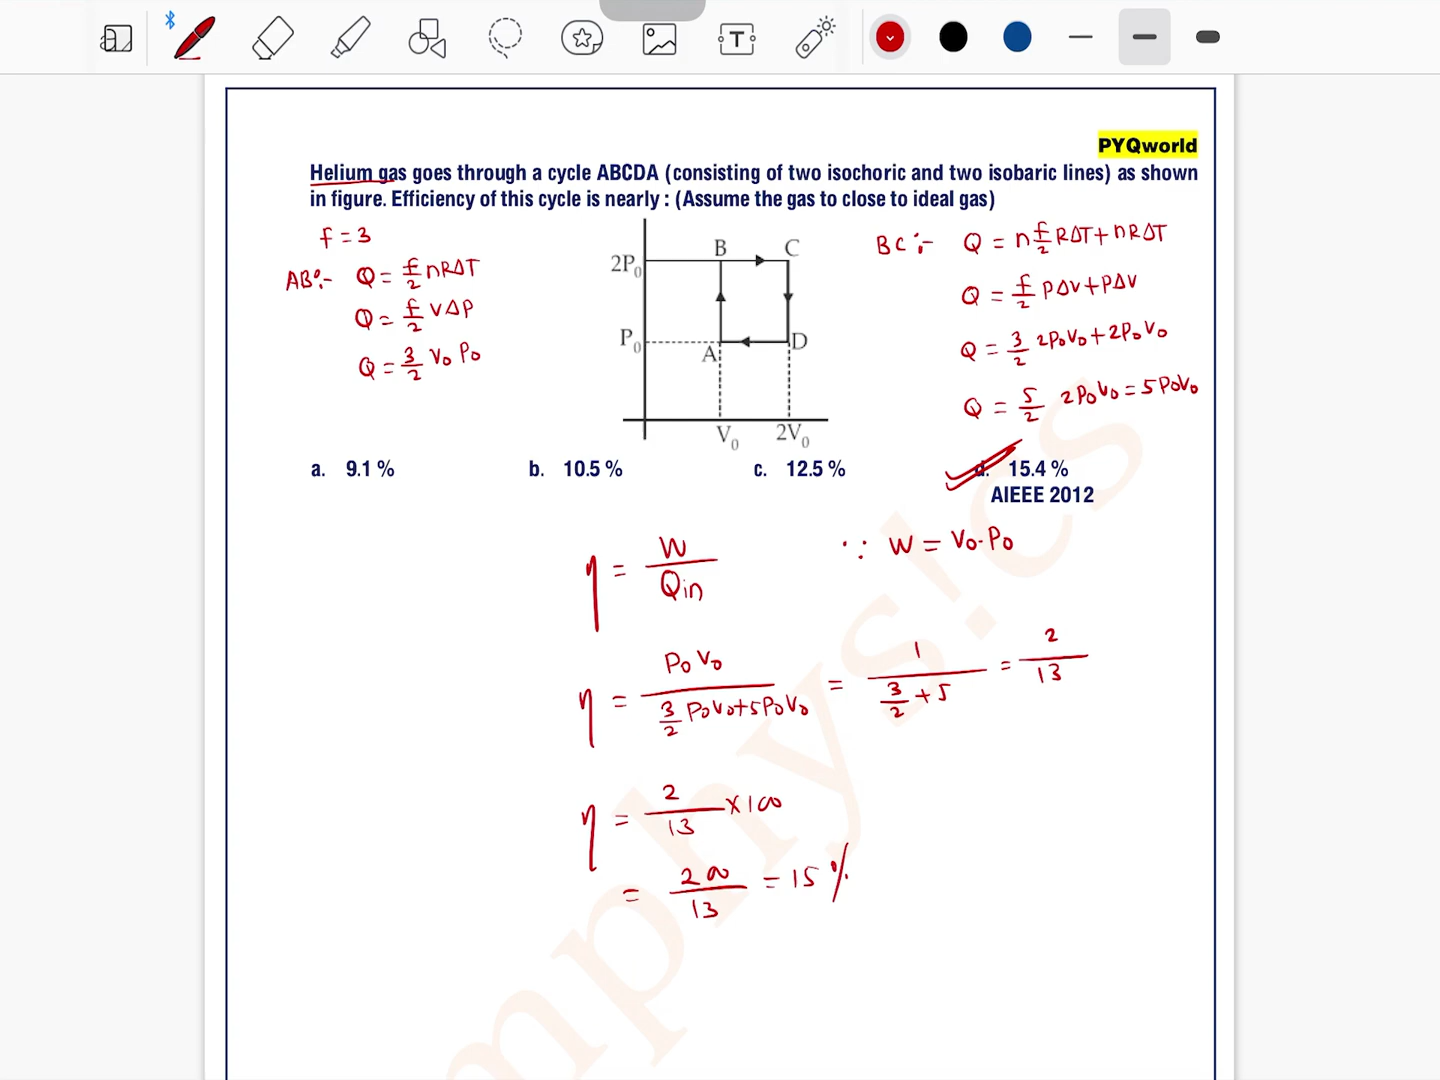 PYQworld
Helium gas goes through a cycle ABCDA (consisting of two isochoric and two isobaric lines) as shown
in figure. Efficiency of this cycle is nearly : (Assume the gas to close to ideal gas)
f = 3
AB:- Q = f/2 nRΔT
Q = f/2 VΔP
Q = 3/2 V₀ P₀
2P₀ B C
P₀ A D
V₀ 2V₀
BC:- Q = n f/2 RΔT + nRΔT
Q = f/2 PΔV + PΔV
Q = 3/2 2P₀V₀ + 2P₀V₀
Q = 5/2 2P₀V₀ = 5P₀V₀
a. 9.1 % b. 10.5 % c. 12.5 % d. 15.4 %
AIEEE 2012
η = W/Qin ∵ W = V₀·P₀
η = P₀V₀ / (3/2 P₀V₀ + 5P₀V₀) = 1 / (3/2 + 5) = 2/13
η = 2/13 × 100
= 200/13 = 15 %
mphys!cs
T